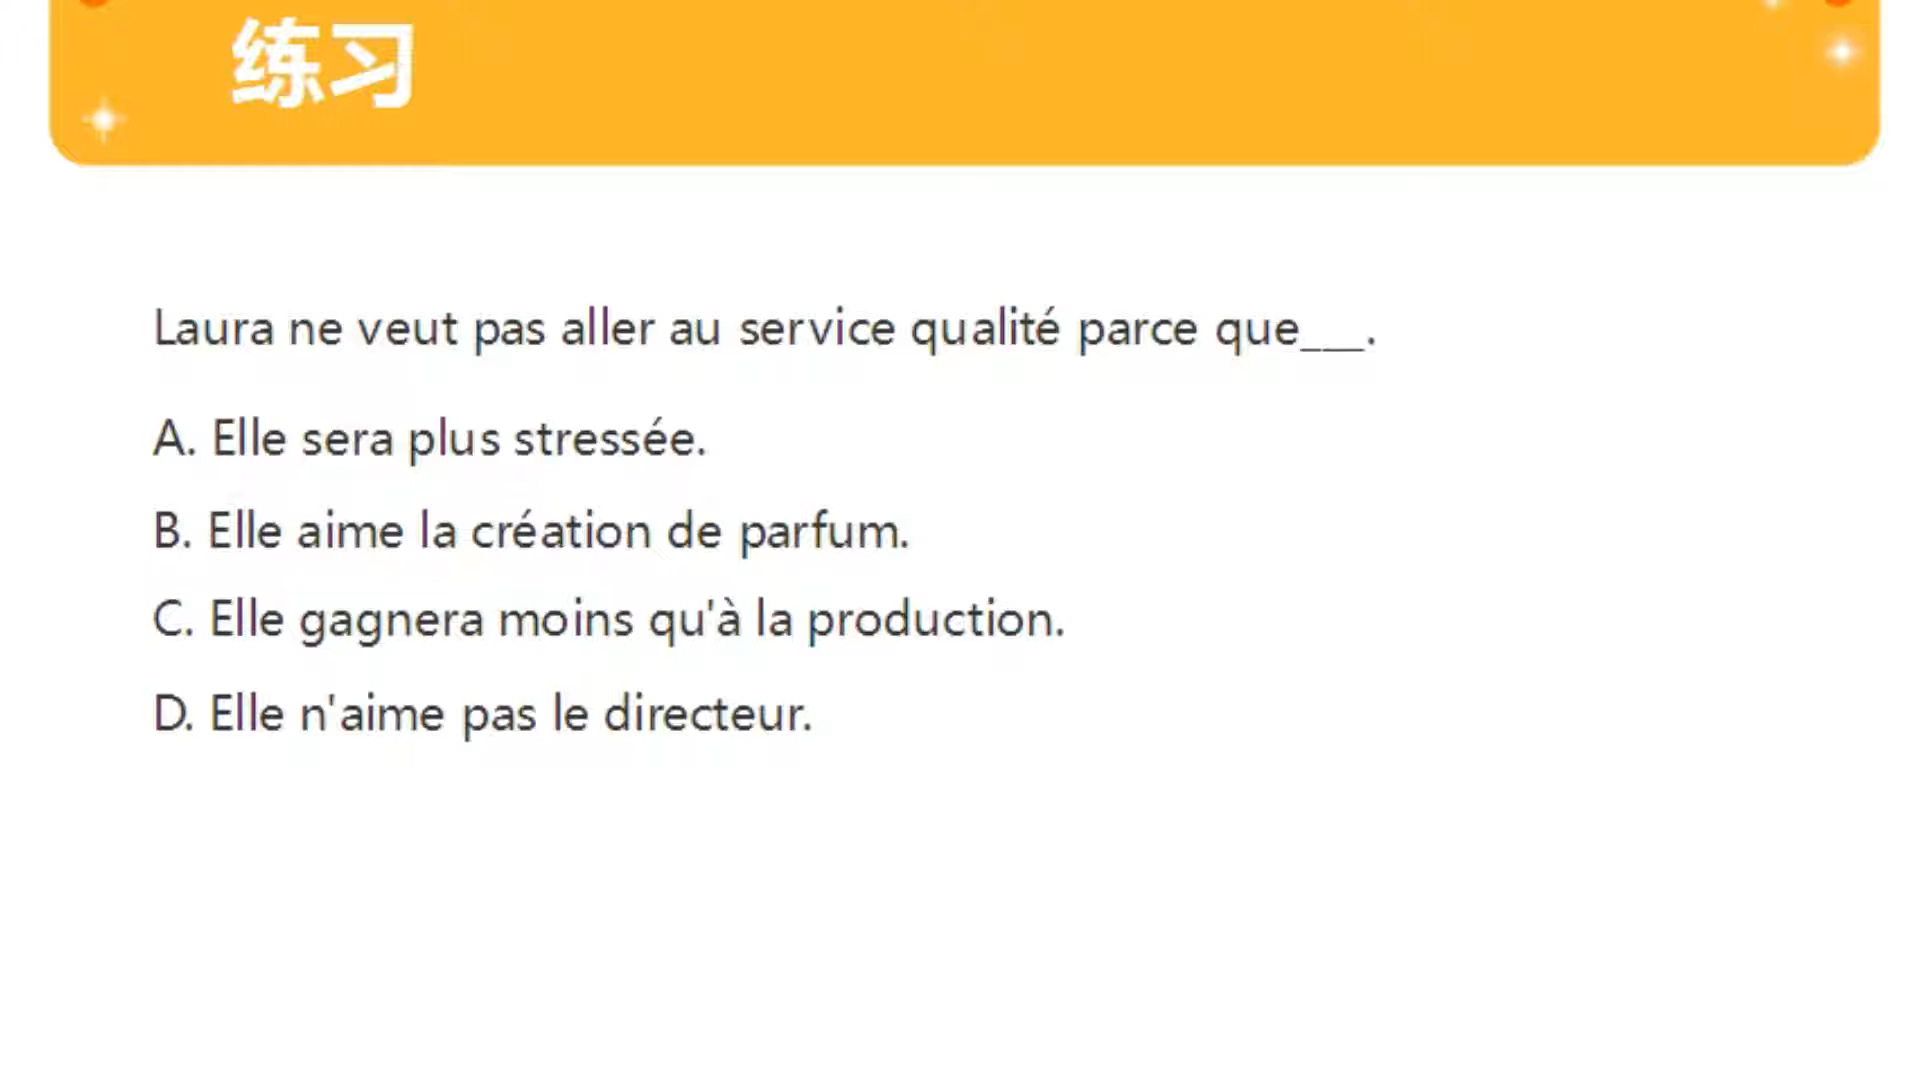 练习
Laura ne veut pas aller au service qualité parce que___.
A. Elle sera plus stressée.
B. Elle aime la création de parfum.
C. Elle gagnera moins qu'à la production.
D. Elle n'aime pas le directeur.